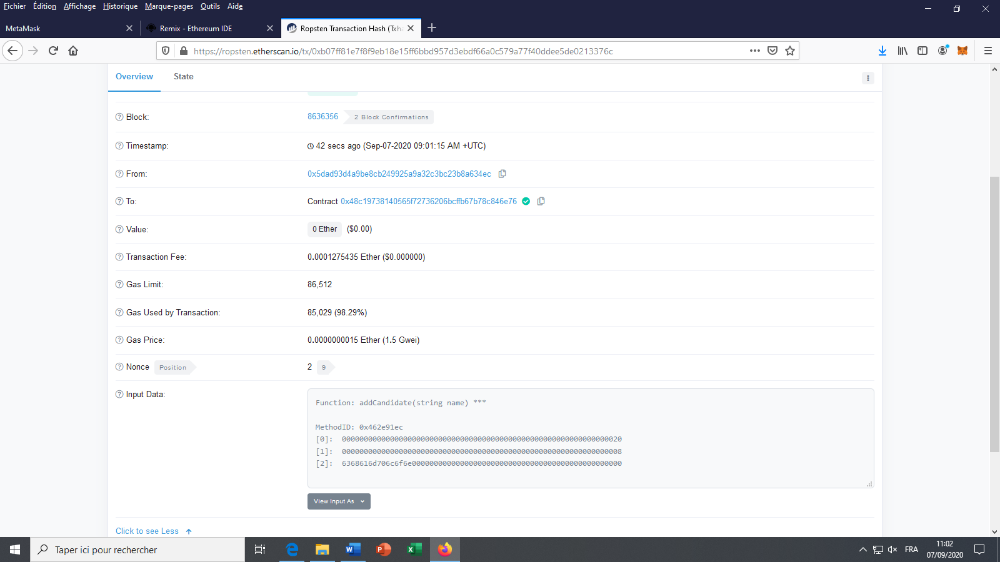 Fichier Édition Affichage Historique Marque-pages Outils Aide
MetaMask Remix - Ethereum IDE Ropsten Transaction Hash (Txha
https://ropsten.etherscan.io/tx/0xb07ff81e7f8f9eb18e15ff6bbd957d3ebdf66a0c579a77f40ddee5de0213376c
Overview State
Block: 8636356 2 Block Confirmations
Timestamp: 42 secs ago (Sep-07-2020 09:01:15 AM +UTC)
From: 0x5dad93d4a9be8cb249925a9a32c3bc23b8a634ec
To: Contract 0x48c19738140565f72736206bcffb67b78c846e76
Value: 0 Ether ($0.00)
Transaction Fee: 0.0001275435 Ether ($0.000000)
Gas Limit: 86,512
Gas Used by Transaction: 85,029 (98.29%)
Gas Price: 0.0000000015 Ether (1.5 Gwei)
Nonce Position 2 9
Input Data:
Function: addCandidate(string name) ***
MethodID: 0x462e91ec
[0]: 0000000000000000000000000000000000000000000000000000000000000020
[1]: 0000000000000000000000000000000000000000000000000000000000000008
[2]: 6368616d706c6f6e000000000000000000000000000000000000000000000000
View Input As
Click to see Less
Taper ici pour rechercher
FRA
11:02
07/09/2020